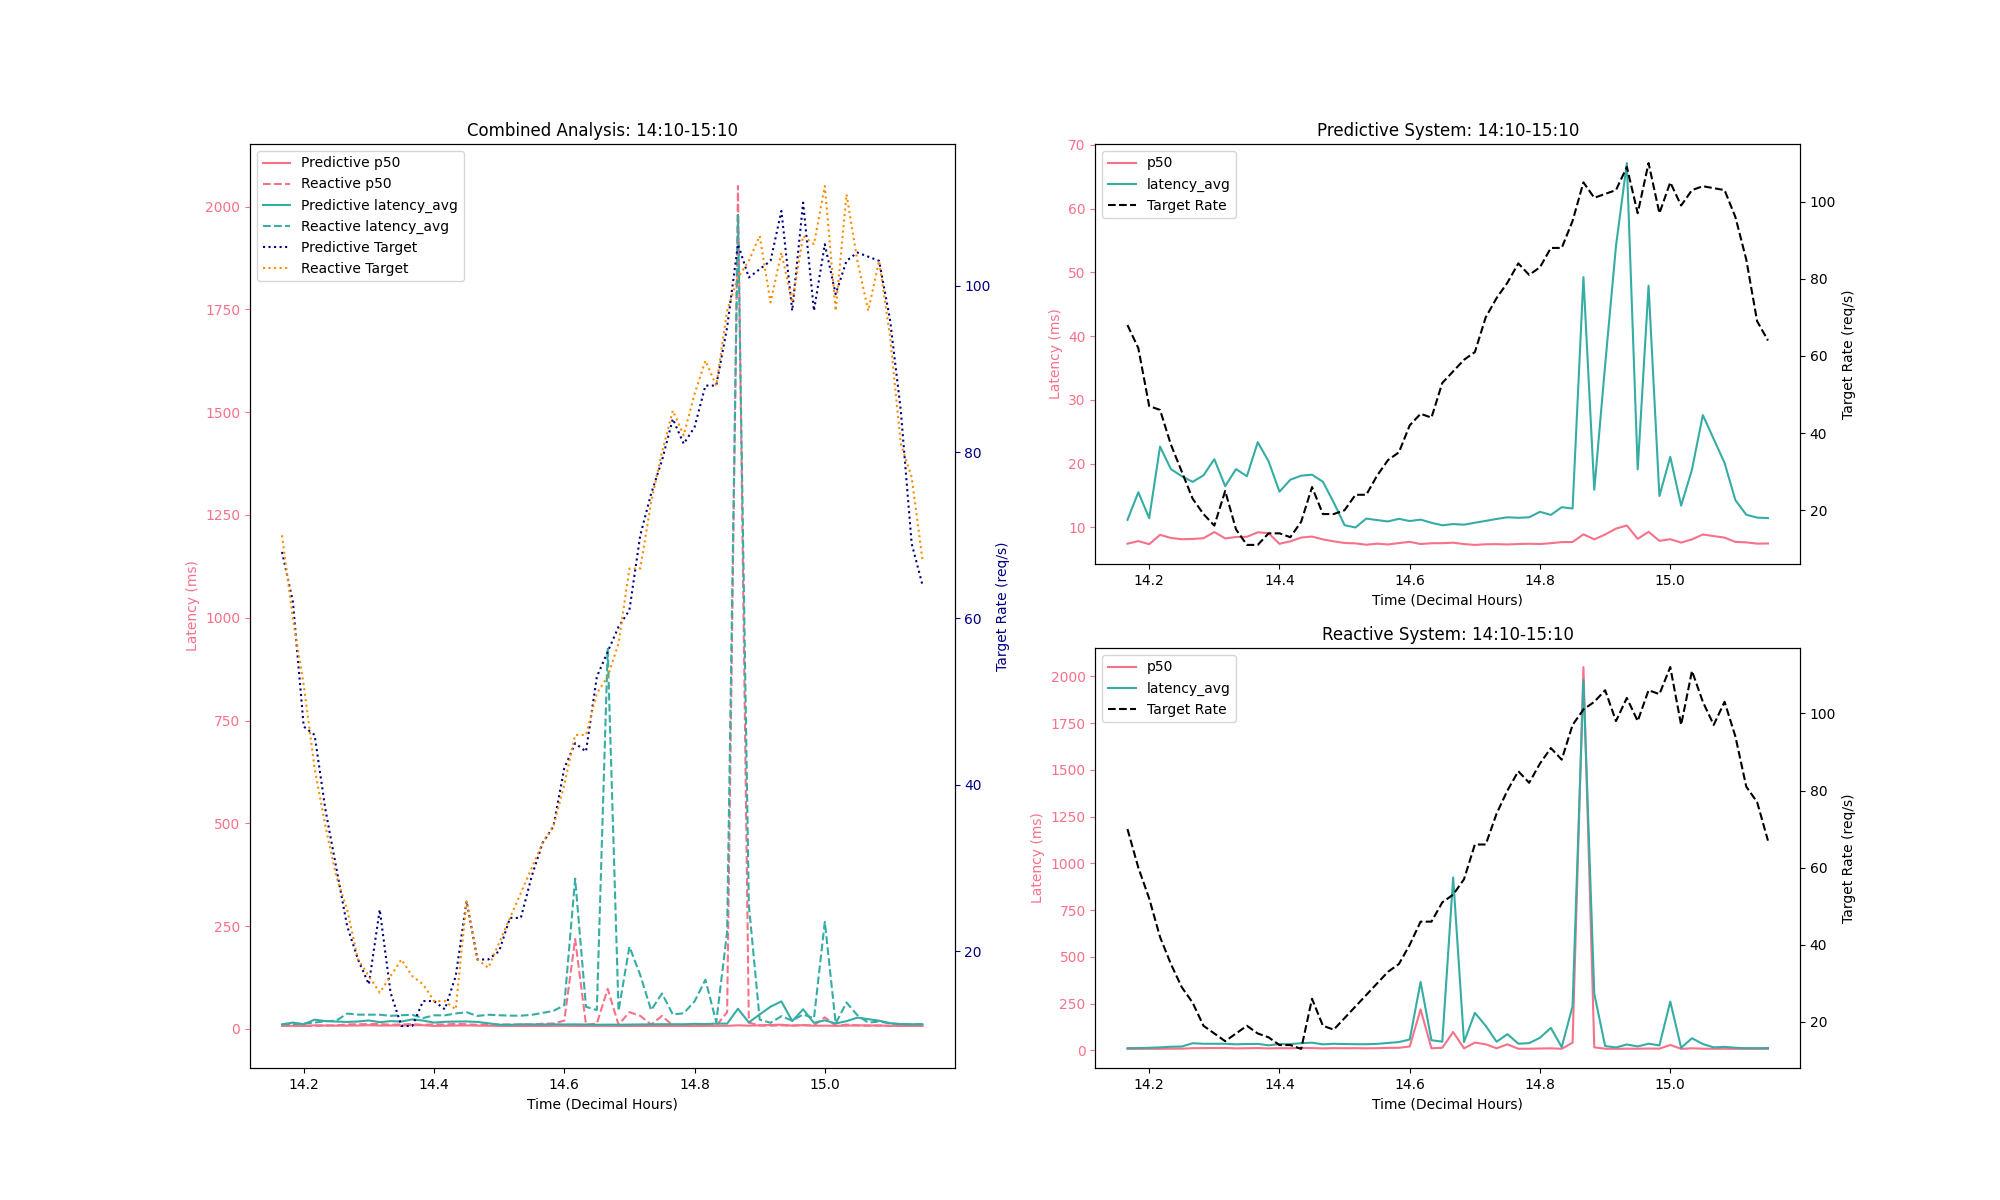 Combined Analysis: 14:10-15:10
Predictive p50
Reactive p50
Predictive latency_avg
Reactive latency_avg
Predictive Target
Reactive Target
2000
1750
1500
1250
1000
750
500
250
0
Latency (ms)
100
80
60
40
20
Target Rate (req/s)
14.2 14.4 14.6 14.8 15.0
Time (Decimal Hours)
Predictive System: 14:10-15:10
p50
latency_avg
Target Rate
70
60
50
40
30
20
10
Latency (ms)
100
80
60
40
20
Target Rate (req/s)
14.2 14.4 14.6 14.8 15.0
Time (Decimal Hours)
Reactive System: 14:10-15:10
p50
latency_avg
Target Rate
2000
1750
1500
1250
1000
750
500
250
0
Latency (ms)
100
80
60
40
20
Target Rate (req/s)
14.2 14.4 14.6 14.8 15.0
Time (Decimal Hours)